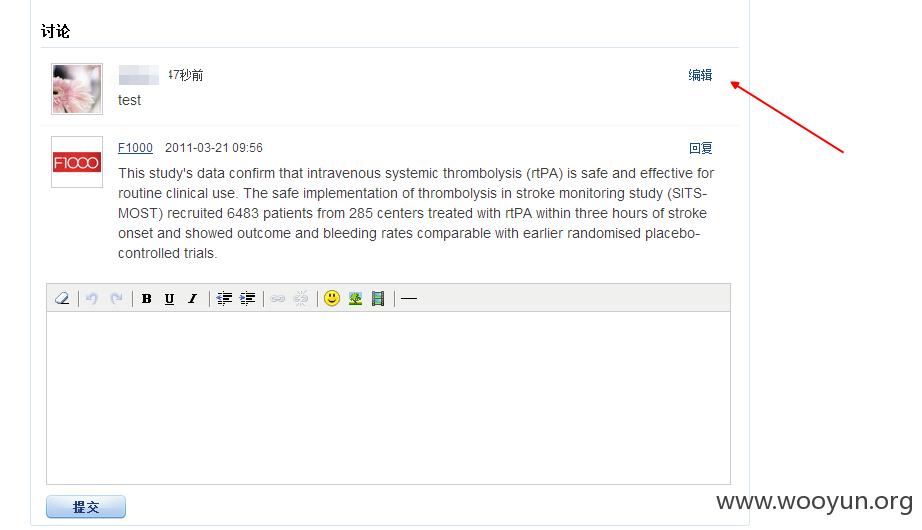 讨论
47秒前 编辑
test
F1000
F1000 2011-03-21 09:56 回复
This study's data confirm that intravenous systemic thrombolysis (rtPA) is safe and effective for
routine clinical use. The safe implementation of thrombolysis in stroke monitoring study (SITS-
MOST) recruited 6483 patients from 285 centers treated with rtPA within three hours of stroke
onset and showed outcome and bleeding rates comparable with earlier randomised placebo-
controlled trials.
B U I
提交
www.wooyun.org